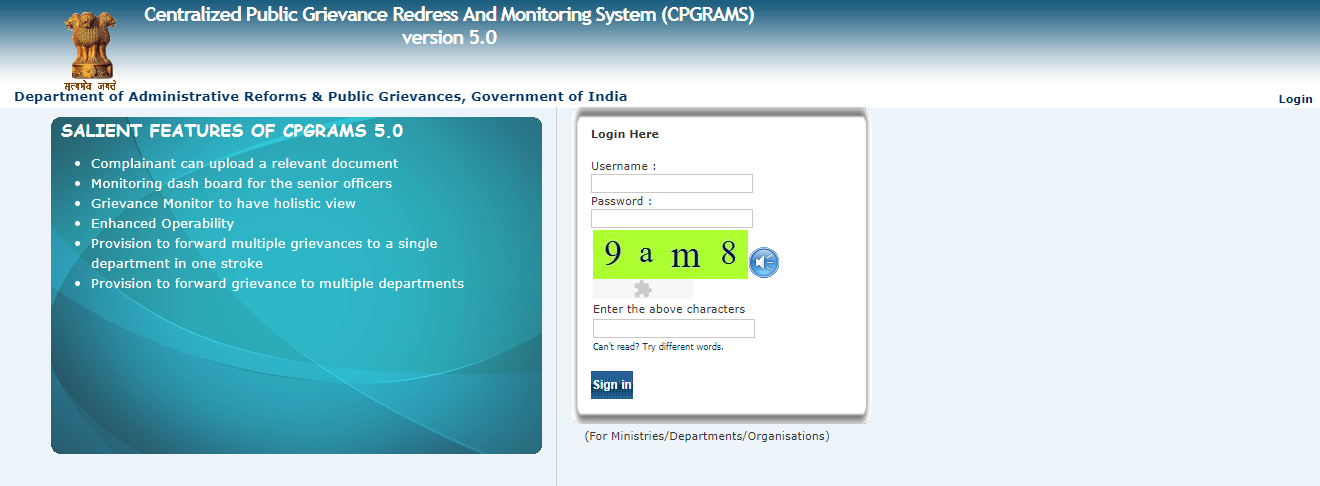 Centralized Public Grievance Redress And Monitoring System (CPGRAMS)
version 5.0
सत्यमेव जयते
Department of Administrative Reforms & Public Grievances, Government of India
Login
SALIENT FEATURES OF CPGRAMS 5.0
Complainant can upload a relevant document
Monitoring dash board for the senior officers
Grievance Monitor to have holistic view
Enhanced Operability
Provision to forward multiple grievances to a single
department in one stroke
Provision to forward grievance to multiple departments
Login Here
Username :
Password :
9 a m 8
Enter the above characters
Can't read? Try different words.
Sign in
(For Ministries/Departments/Organisations)